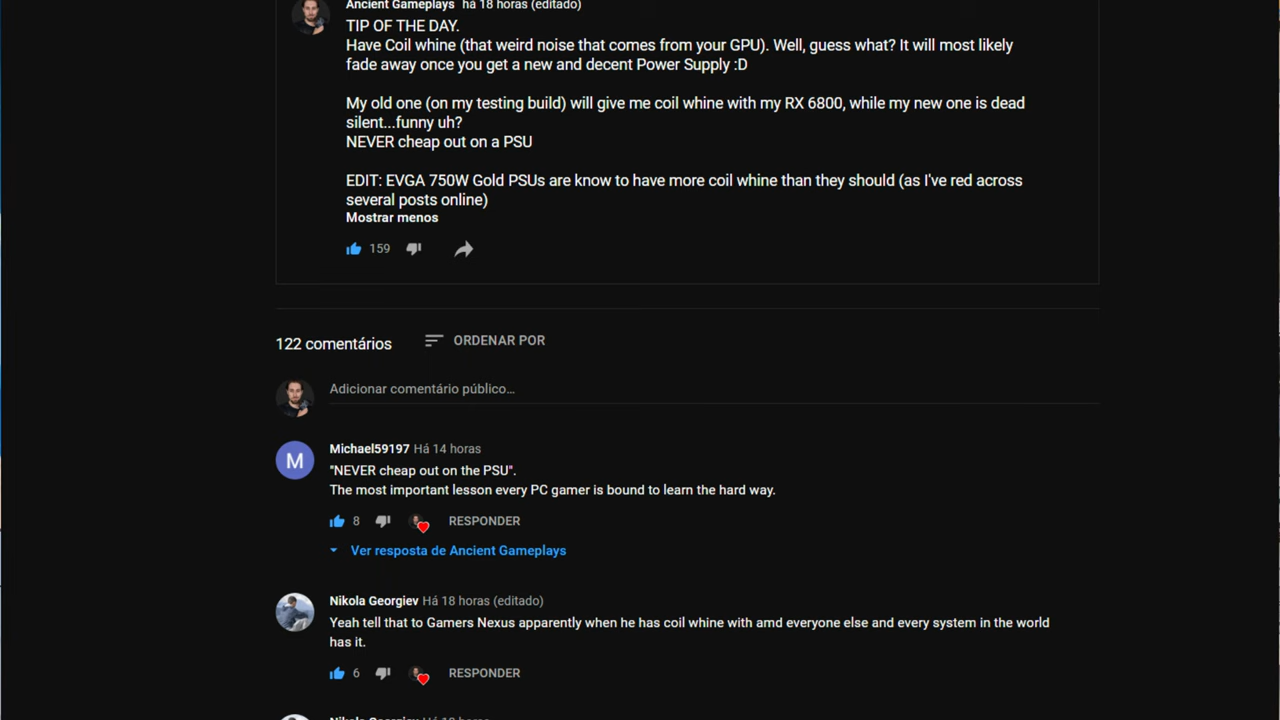 Ancient Gameplays há 18 horas (editado)
TIP OF THE DAY.
Have Coil whine (that weird noise that comes from your GPU). Well, guess what? It will most likely
fade away once you get a new and decent Power Supply :D
My old one (on my testing build) will give me coil whine with my RX 6800, while my new one is dead
silent...funny uh?
NEVER cheap out on a PSU
EDIT: EVGA 750W Gold PSUs are know to have more coil whine than they should (as I've red across
several posts online)
Mostrar menos
159
122 comentários
ORDENAR POR
Adicionar comentário público...
M
Michael59197 Há 14 horas
"NEVER cheap out on the PSU".
The most important lesson every PC gamer is bound to learn the hard way.
8 RESPONDER
Ver resposta de Ancient Gameplays
Nikola Georgiev Há 18 horas (editado)
Yeah tell that to Gamers Nexus apparently when he has coil whine with amd everyone else and every system in the world
has it.
6 RESPONDER
Nikola Georgiev Há 18 horas